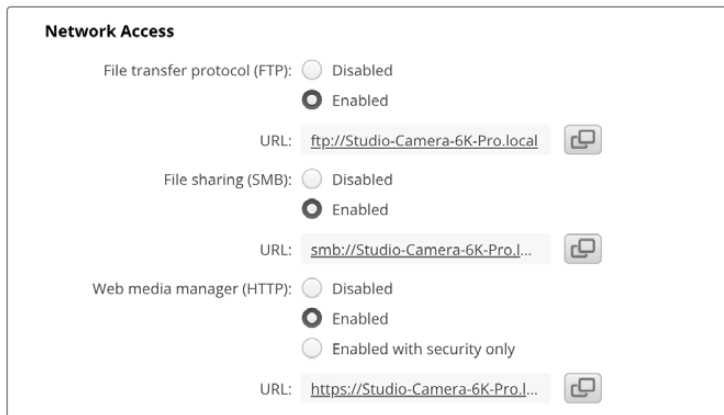 Network Access
File transfer protocol (FTP): Disabled
Enabled
URL: ftp://Studio-Camera-6K-Pro.local
File sharing (SMB): Disabled
Enabled
URL: smb://Studio-Camera-6K-Pro.l...
Web media manager (HTTP): Disabled
Enabled
Enabled with security only
URL: https://Studio-Camera-6K-Pro.l...